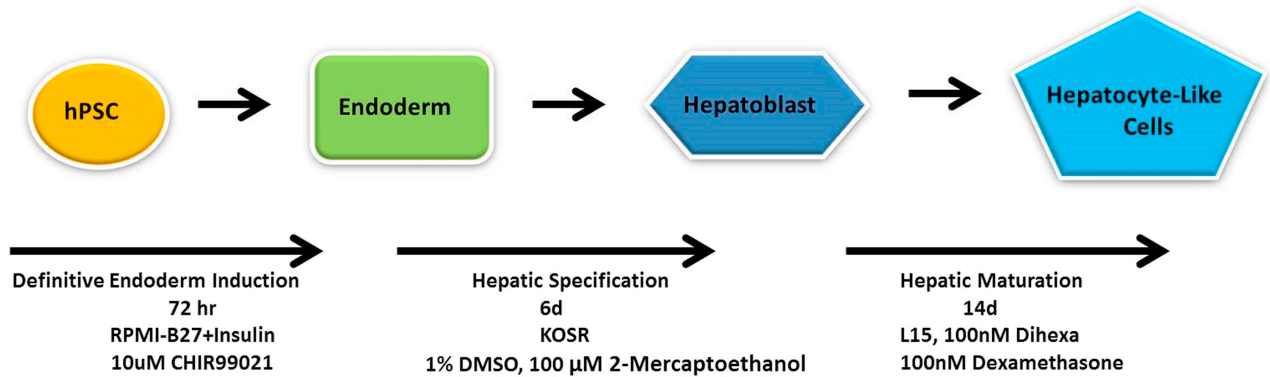 hPSC
Endoderm
Hepatoblast
Hepatocyte-Like
Cells
Definitive Endoderm Induction
72 hr
RPMI-B27+Insulin
10uM CHIR99021
Hepatic Specification
6d
KOSR
1% DMSO, 100 µM 2-Mercaptoethanol
Hepatic Maturation
14d
L15, 100nM Dihexa
100nM Dexamethasone